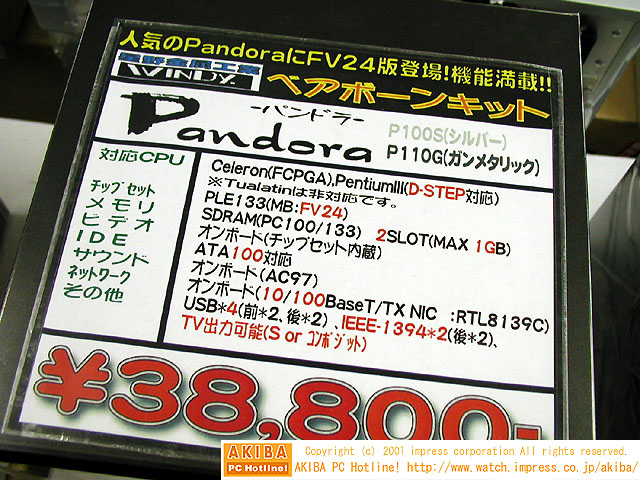 人気のPandoraにFV24版登場!機能満載!!
星野金属工業
WINDY
ベアボーンキット
-パンドラ-
Pandora
P100S(シルバー)
P110G(ガンメタリック)
対応CPU
Celeron(FCPGA),PentiumIII(D-STEP対応)
※Tualatinは非対応です。
チップセット
PLE133(MB:FV24)
メモリ
SDRAM(PC100/133) 2SLOT(MAX 1GB)
ビデオ
オンボード(チップセット内蔵)
IDE
ATA100対応
サウンド
オンボード(AC97)
ネットワーク
オンボード(10/100BaseT/TX NIC :RTL8139C)
その他
USB*4(前*2、後*2)、IEEE-1394*2(後*2)、
TV出力可能(S or コンポジット)
¥38,800-
AKIBA
PC Hotline!
Copyright (c) 2001 impress corporation All rights reserved.
AKIBA PC Hotline! http://www.watch.impress.co.jp/akiba/